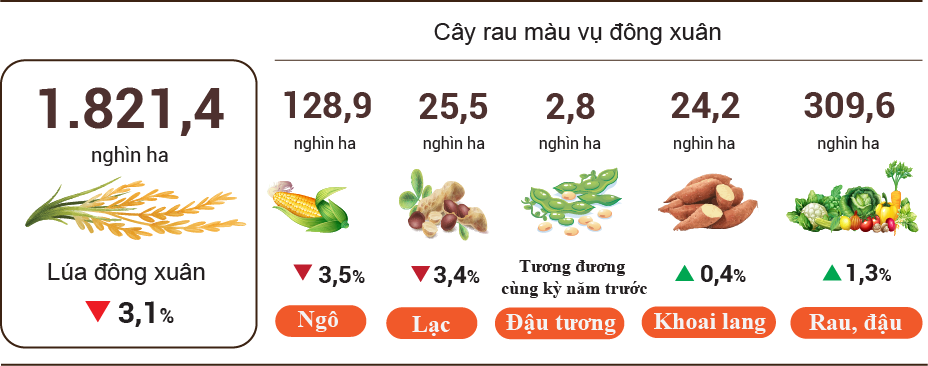 Cây rau màu vụ đông xuân
1.821,4
nghìn ha
Lúa đông xuân
▼ 3,1%
128,9
nghìn ha
▼ 3,5%
Ngô
25,5
nghìn ha
▼ 3,4%
Lạc
2,8
nghìn ha
Tương đương
cùng kỳ năm trước
Đậu tương
24,2
nghìn ha
▲ 0,4%
Khoai lang
309,6
nghìn ha
▲ 1,3%
Rau, đậu